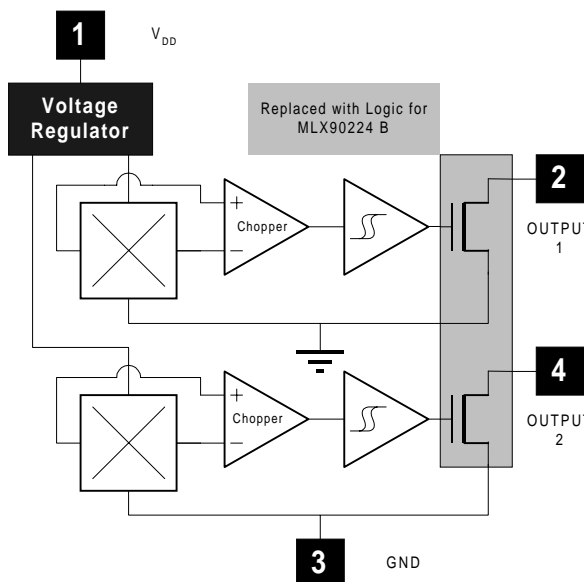 1
V DD
Voltage
Regulator
Replaced with Logic for
MLX90224 B
+
Chopper
−
2
OUTPUT
1
+
Chopper
−
4
OUTPUT
2
3
GND